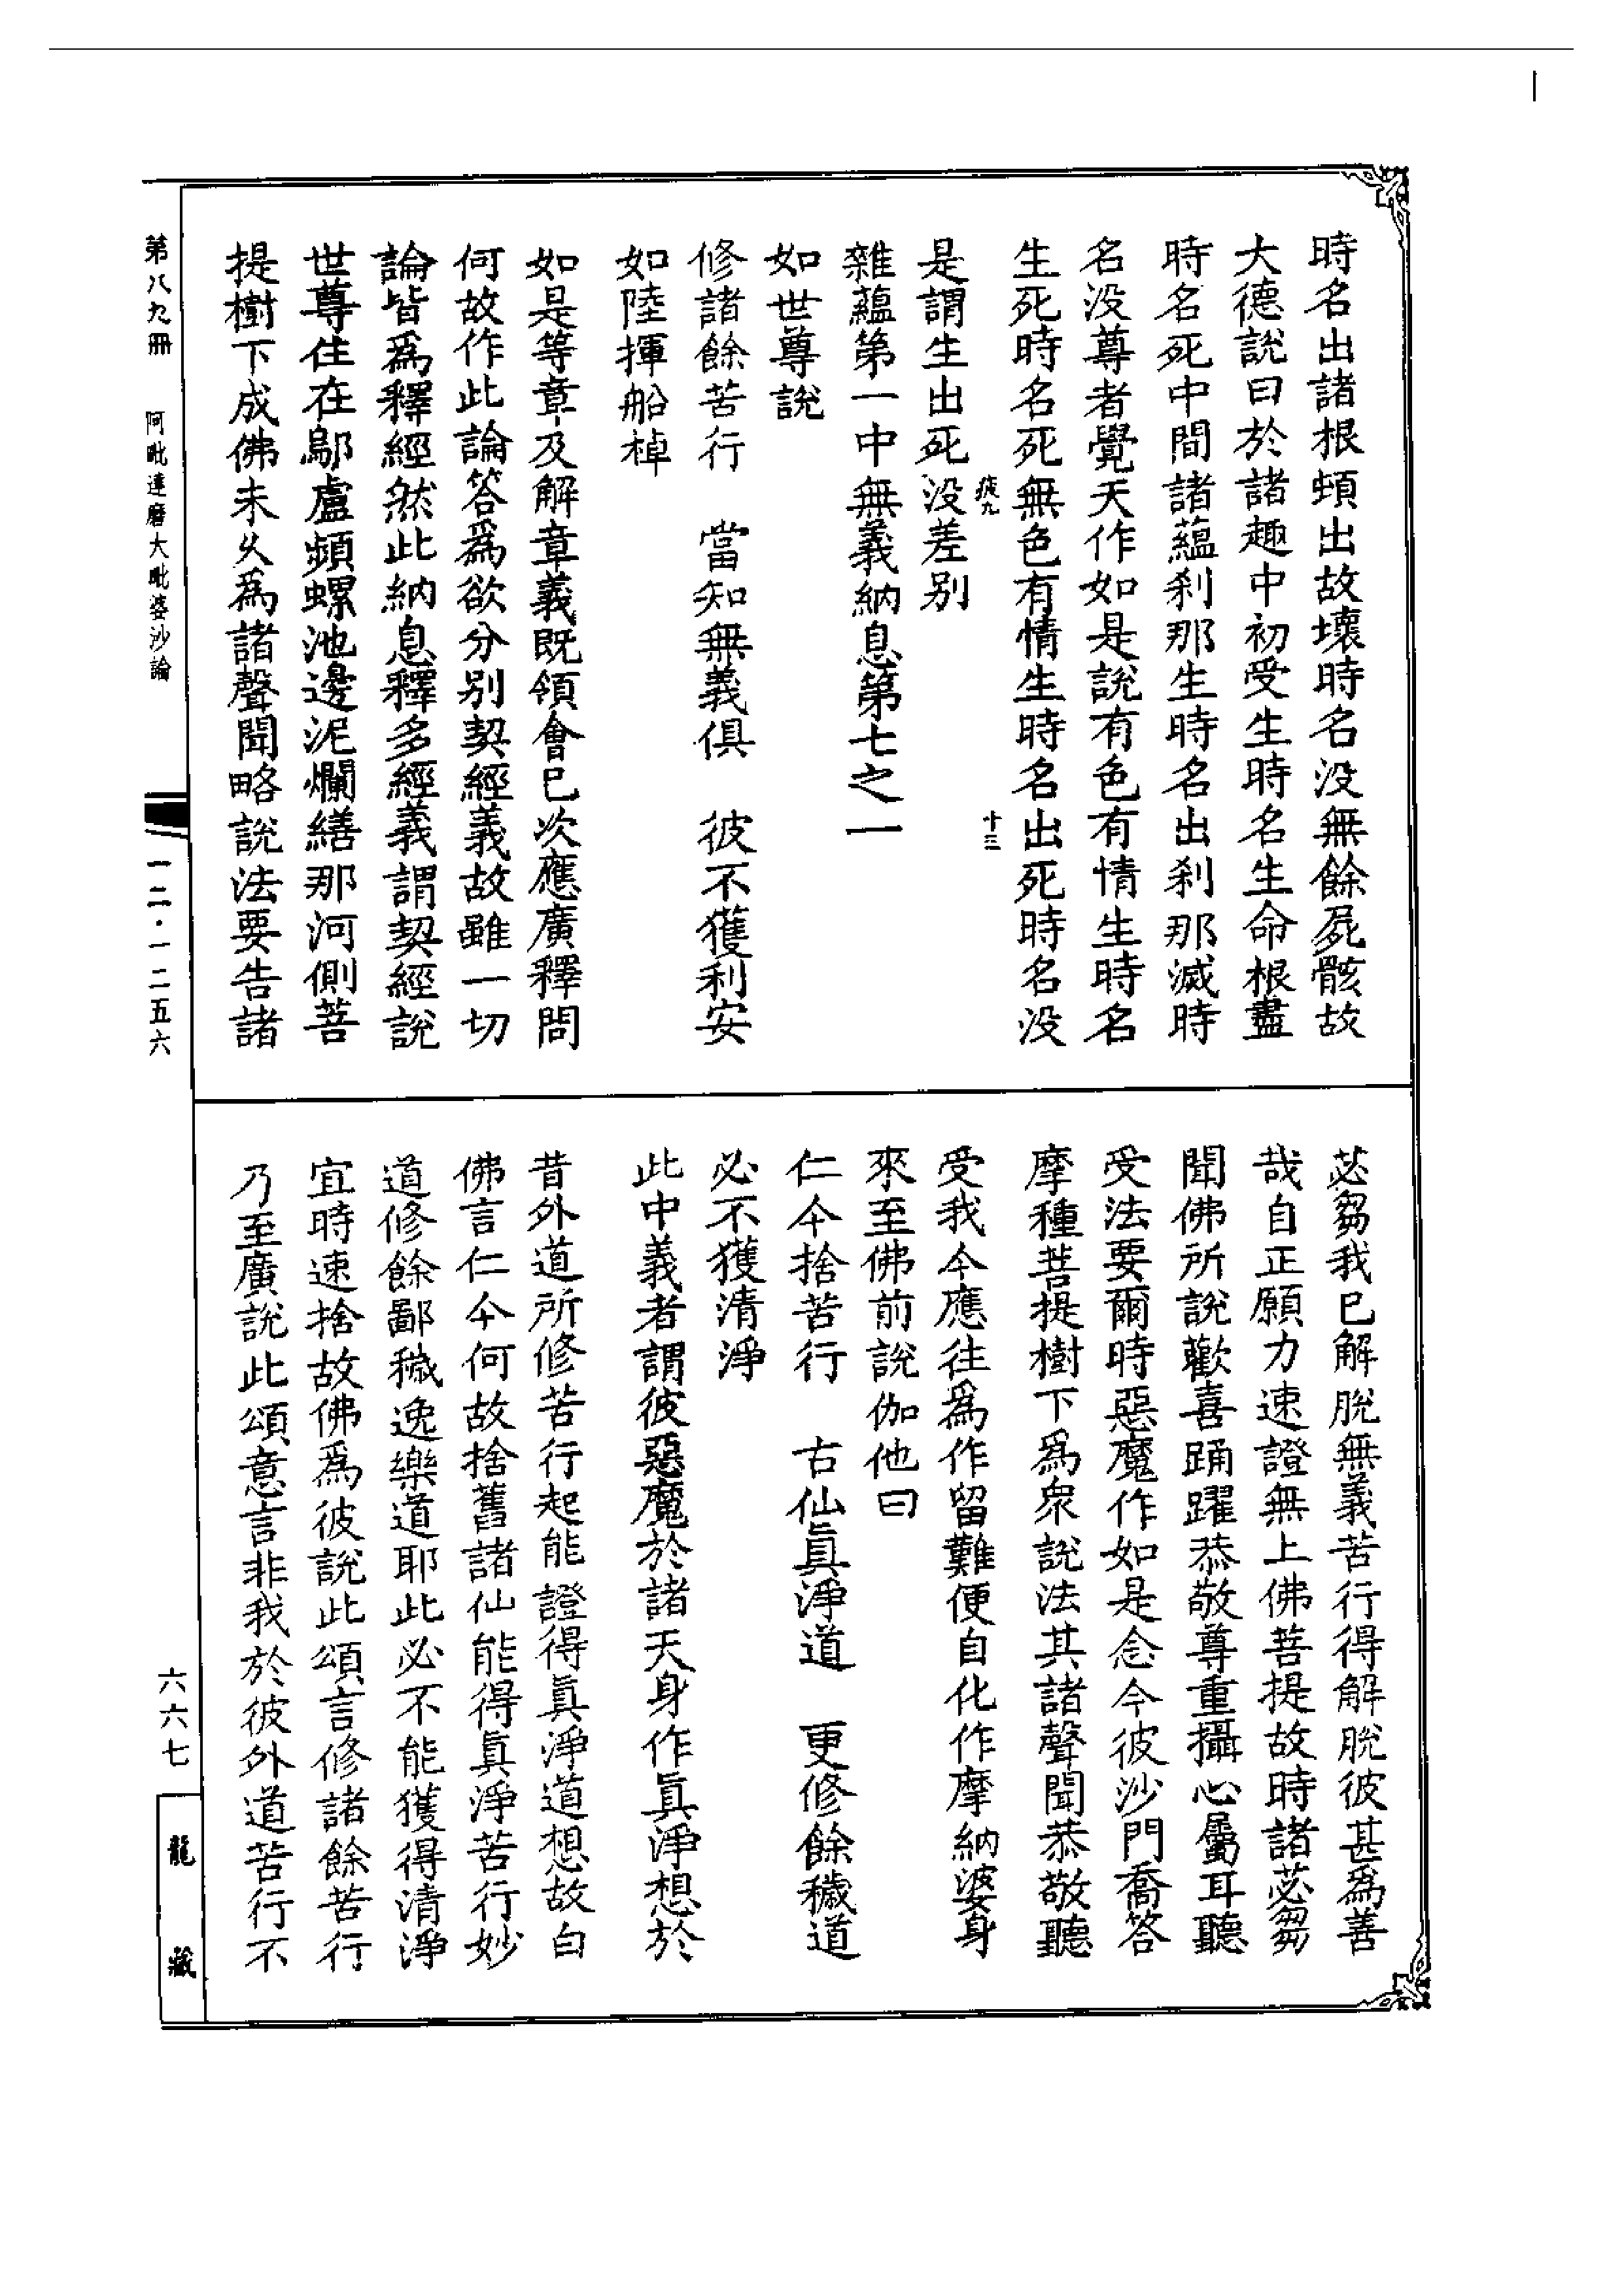 時名出諸根頓出故壞時名没無餘屍骸故
大德說曰於諸趣中初受生時名生命根盡
時名死中間諸蘊刹那生時名出刹那滅時
名没尊者覺天作如是說有色有情生時名
生死時名死無色有情生時名出死時名没
十三
是謂生出死没差别
雜蘊第一中無義納息第七之一
如世尊說
修諸餘苦行　當知無義俱　彼不獲利安
如陸揮船棹
如是等章及解章義既領會已次應廣釋問
何故作此論答爲欲分别契經義故雖一切
論皆爲釋經然此納息釋多經義謂契經說
世尊住在鄔盧頻螺池邊泥爛繕那河側菩
提樹下成佛未乆爲諸聲聞略說法要告諸
苾芻我已解脫無義苦行得解脫彼甚爲善
哉自正願力速證無上佛菩提故時諸苾芻
聞佛所說歡喜踊躍恭敬尊重攝心屬耳聽
受法要爾時惡魔作如是念今彼沙門喬答
摩種菩提樹下爲衆說法其諸聲聞恭敬聽
受我今應往爲作留難便自化作摩納婆身
來至佛前說伽他曰
仁今捨苦行　古仙眞淨道　更修餘穢道
必不獲清淨
此中義者謂彼惡魔於諸天身作眞淨想於
昔外道所修苦行起能證得眞淨道想故白
佛言仁今何故捨舊諸仙能得眞淨苦行妙
道修餘鄙穢逸樂道耶此必不能獲得清淨
宜時速捨故佛爲彼說此頌言修諸餘苦行
乃至廣說此頌意言非我於彼外道苦行不
第八九冊　阿毗達磨大毗婆沙論
一二·一二五六
六六七
龍藏